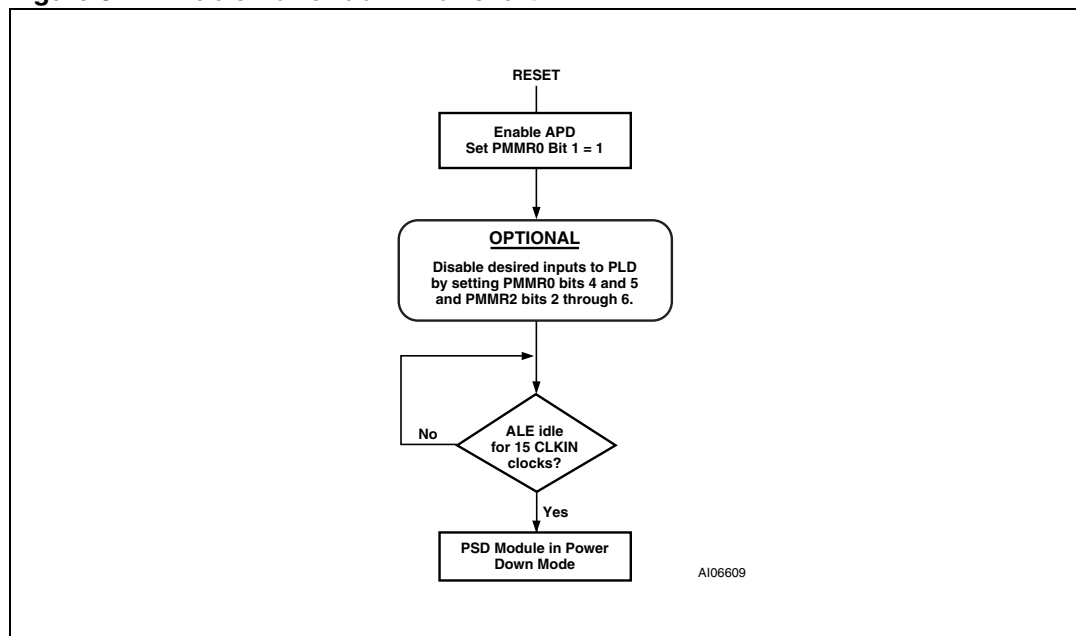 RESET
Enable APD
Set PMMR0 Bit 1 = 1
OPTIONAL
Disable desired inputs to PLD
by setting PMMR0 bits 4 and 5
and PMMR2 bits 2 through 6.
No
ALE idle
for 15 CLKIN
clocks?
Yes
PSD Module in Power
Down Mode
AI06609